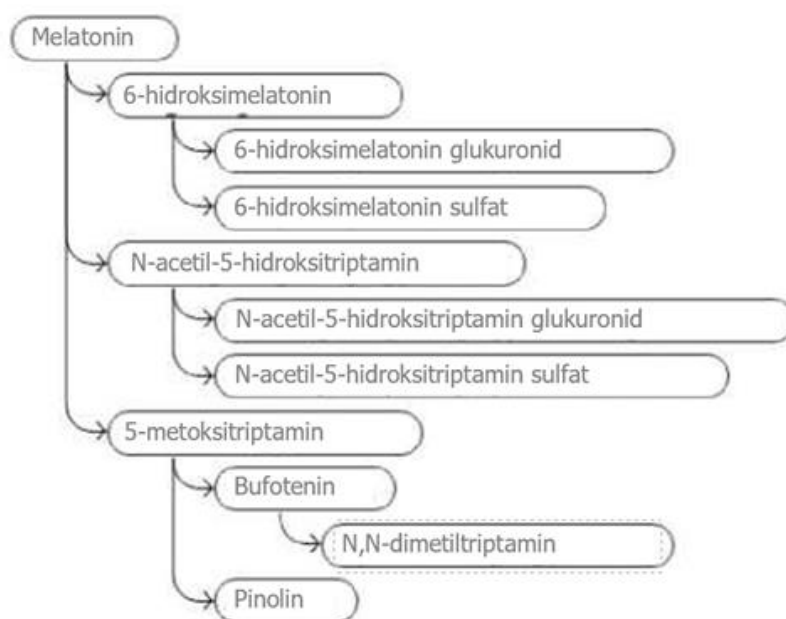 Melatonin
6-hidroksimelatonin
6-hidroksimelatonin glukuronid
6-hidroksimelatonin sulfat
N-acetil-5-hidroksitriptamin
N-acetil-5-hidroksitriptamin glukuronid
N-acetil-5-hidroksitriptamin sulfat
5-metoksitriptamin
Bufotenin
N,N-dimetiltriptamin
Pinolin